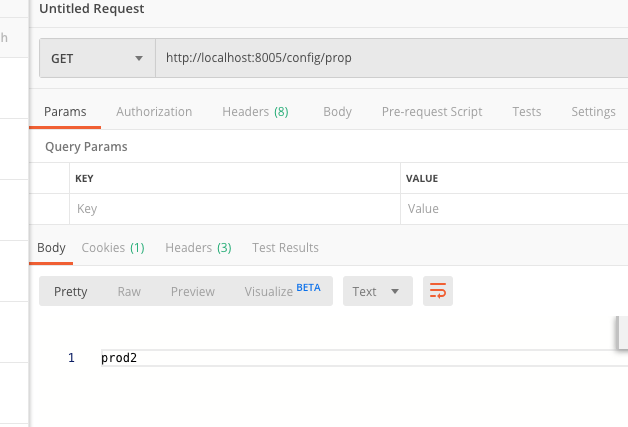 Untitled Request
h
GET http://localhost:8005/config/prop
Params Authorization Headers (8) Body Pre-request Script Tests Settings
Query Params
KEY VALUE
Key Value
Body Cookies (1) Headers (3) Test Results
Pretty Raw Preview Visualize BETA Text
1 prod2